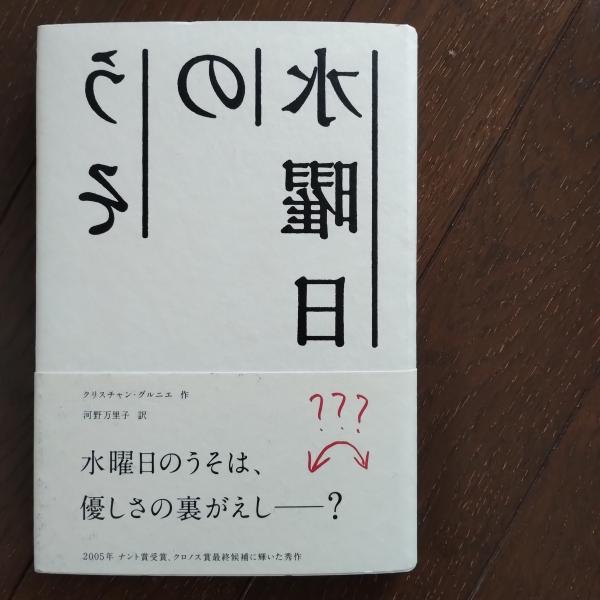 水曜日
の
うそ
クリスチャン・グルニエ 作
河野万里子 訳
???
水曜日のうそは、
優しさの裏がえし──?
2005年 ナント賞受賞、クロノス賞最終候補に輝いた秀作